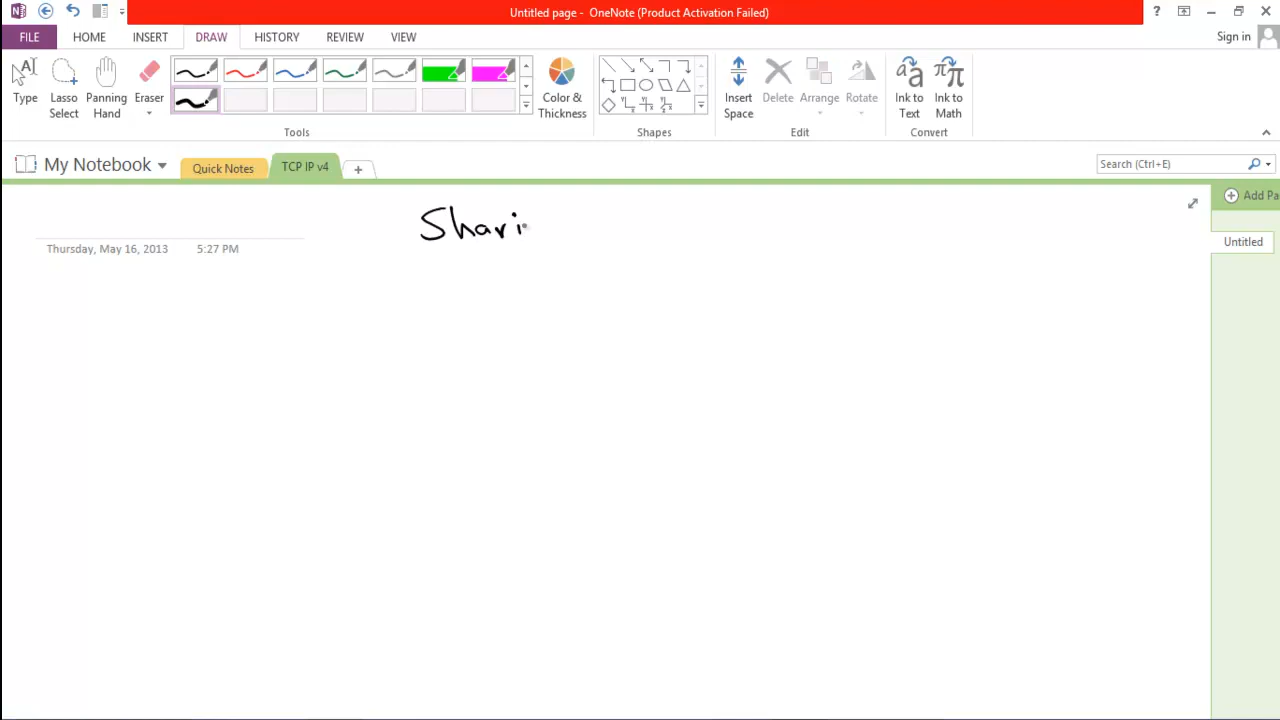 Untitled page - OneNote (Product Activation Failed)
FILE HOME INSERT DRAW HISTORY REVIEW VIEW Sign in
Type
Lasso Select
Panning Hand
Eraser
Color & Thickness
Insert Space
Delete
Arrange
Rotate
Ink to Text
Ink to Math
Tools Shapes Edit Convert
My Notebook Quick Notes TCP IP v4 Search (Ctrl+E)
Add Pa
Shari
Thursday, May 16, 2013 5:27 PM
Untitled